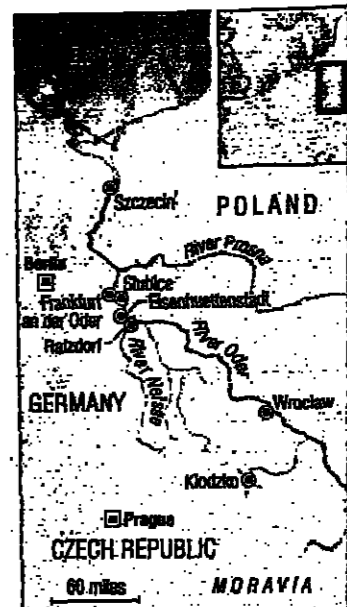 Szczecin
POLAND
River Prosna
Berlin
Slubice
Frankfurt
an der Oder
Eisenhuettenstadt
Ratzdorf
River Oder
River Neisse
GERMANY
Wroclaw
Klodzko
Prague
CZECH REPUBLIC
60 miles
MORAVIA